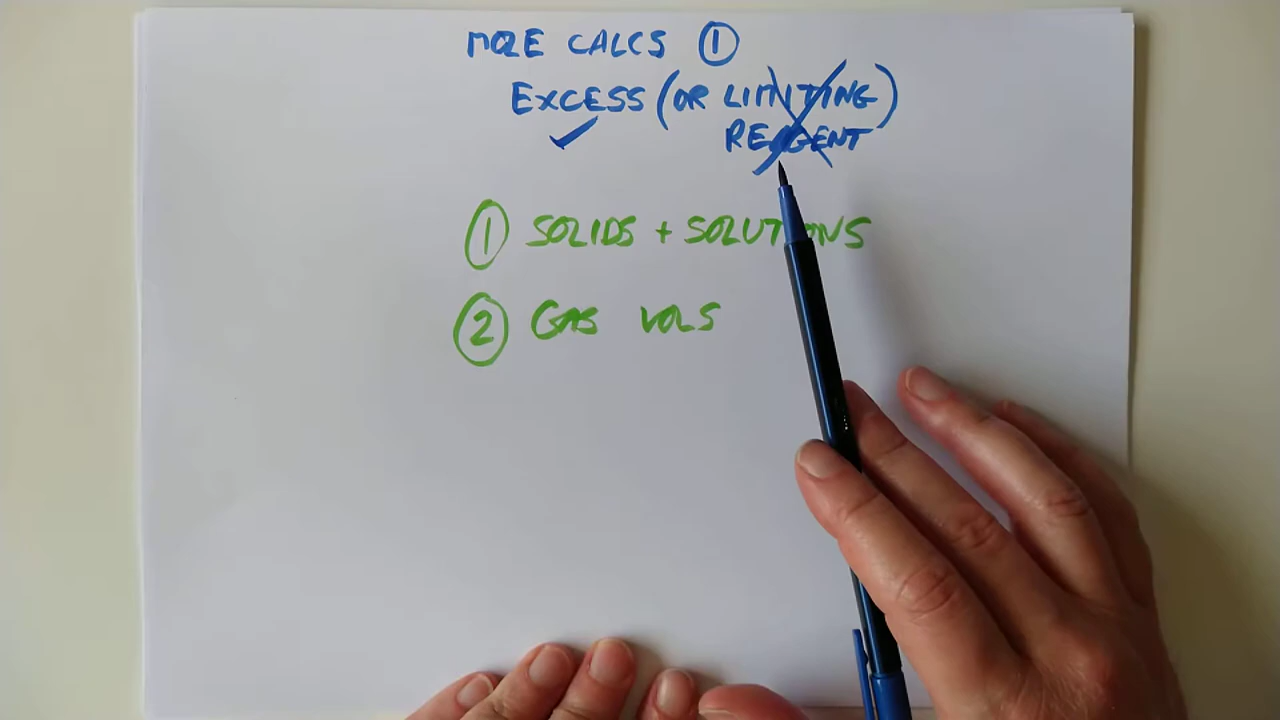 MOLE CALCS ①
EXCESS (OR LIMITING)
REAGENT
① SOLIDS + SOLUTIONS
② GAS VOLS